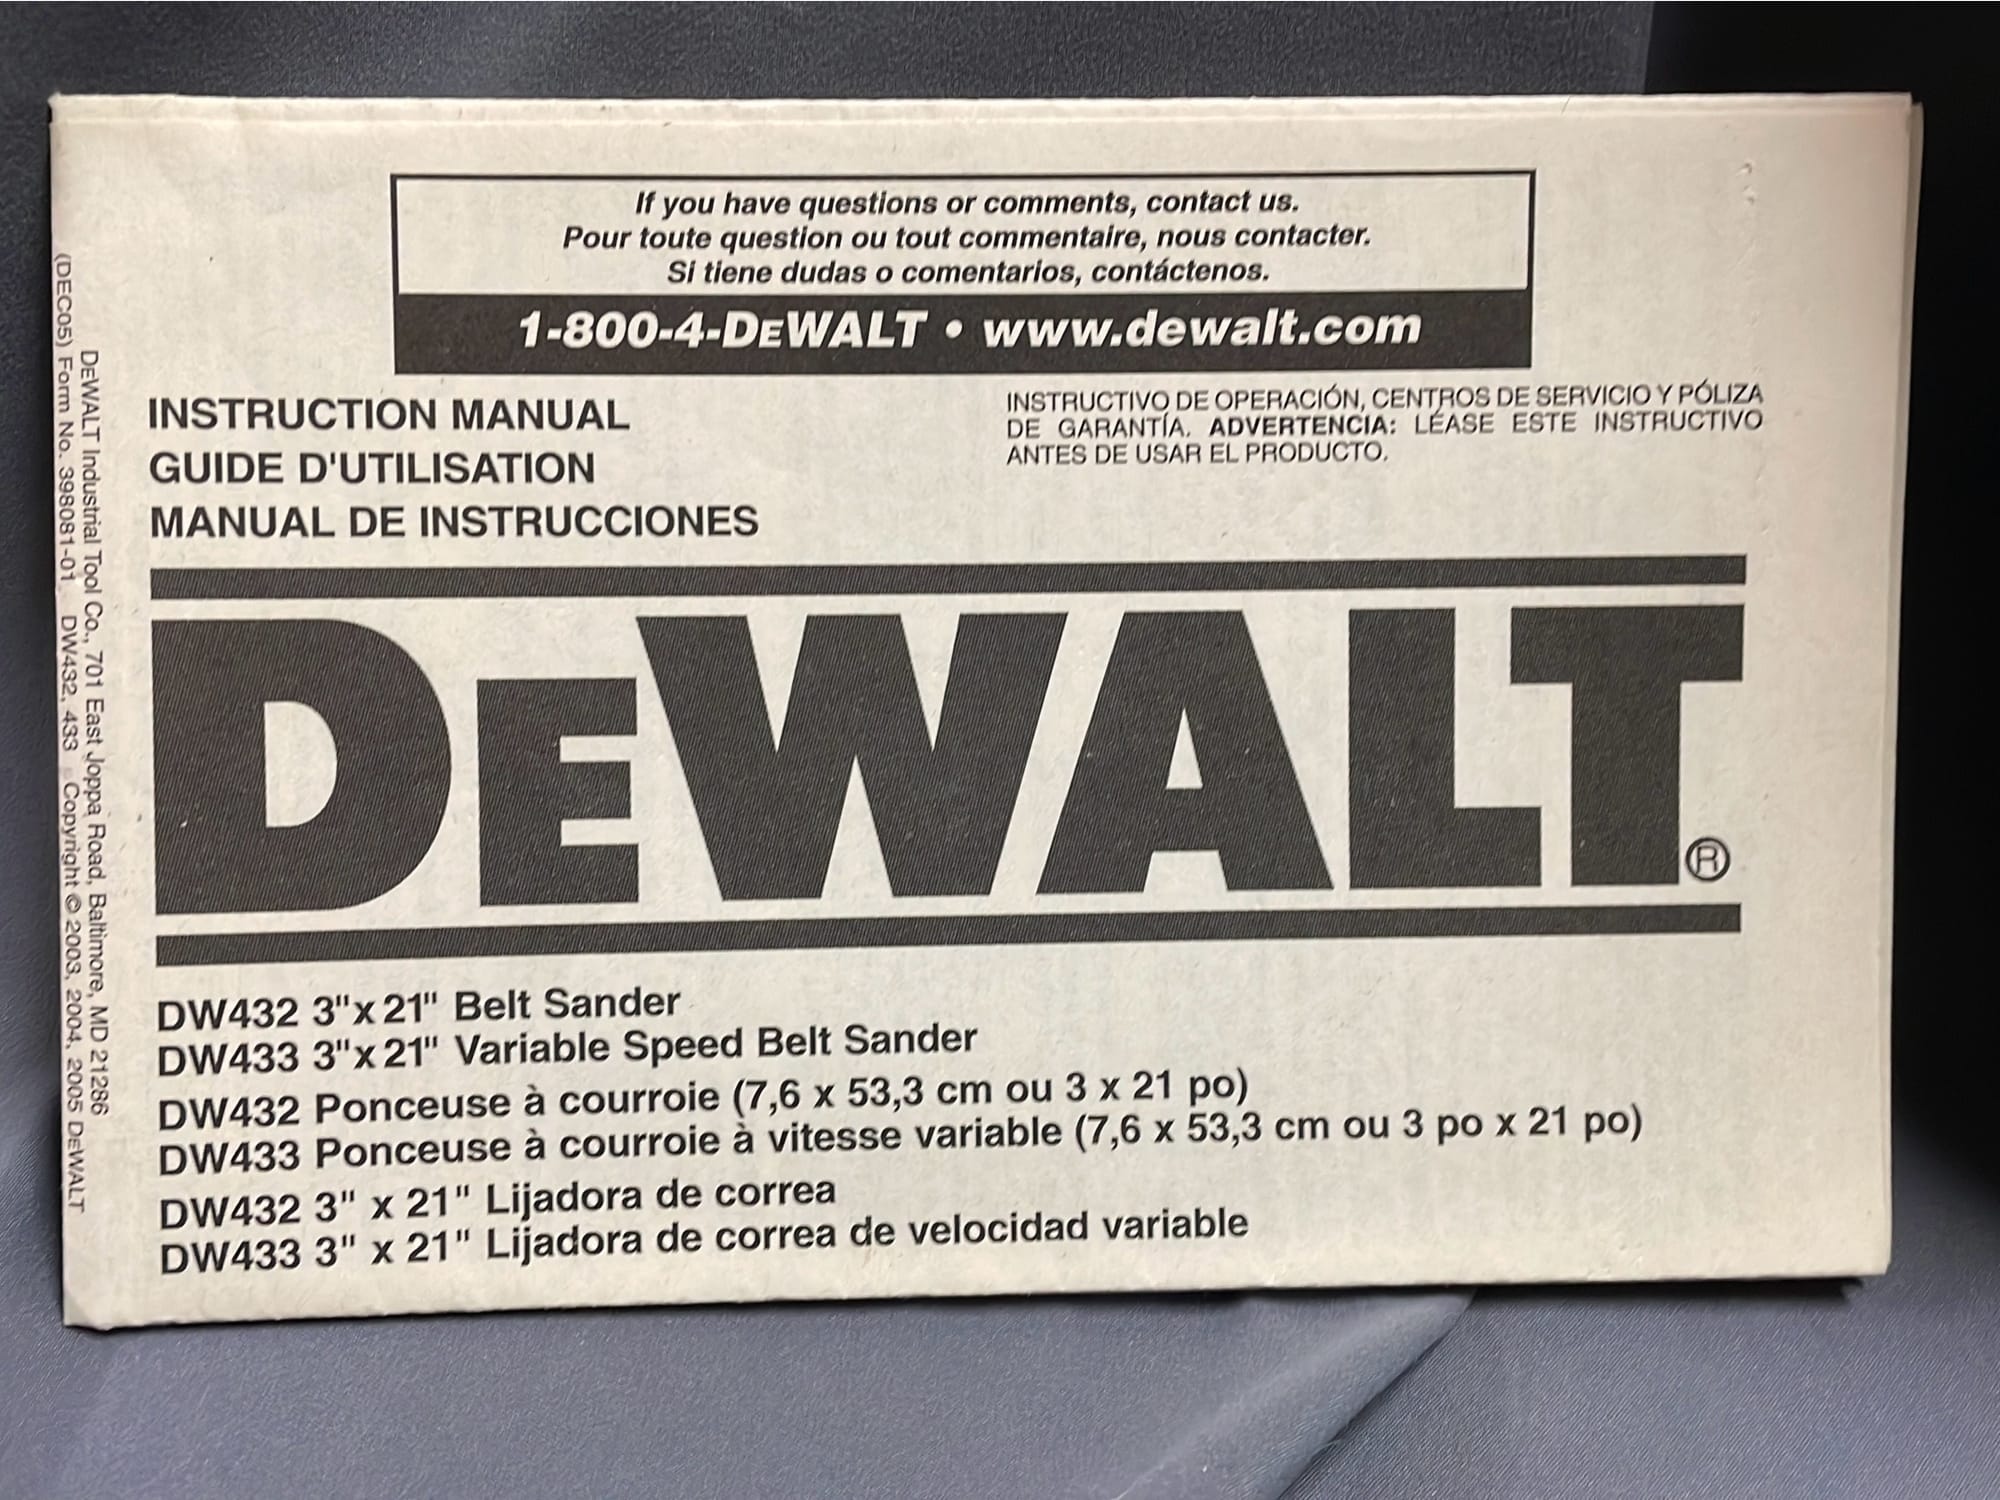 If you have questions or comments, contact us.
Pour toute question ou tout commentaire, nous contacter.
Si tiene dudas o comentarios, contáctenos.
1-800-4-DEWALT • www.dewalt.com
INSTRUCTION MANUAL
GUIDE D'UTILISATION
MANUAL DE INSTRUCCIONES
INSTRUCTIVO DE OPERACIÓN, CENTROS DE SERVICIO Y PÓLIZA
DE GARANTÍA. ADVERTENCIA: LÉASE ESTE INSTRUCTIVO
ANTES DE USAR EL PRODUCTO.
DEWALT®
DW432 3"x 21" Belt Sander
DW433 3"x 21" Variable Speed Belt Sander
DW432 Ponceuse à courroie (7,6 x 53,3 cm ou 3 x 21 po)
DW433 Ponceuse à courroie à vitesse variable (7,6 x 53,3 cm ou 3 po x 21 po)
DW432 3" x 21" Lijadora de correa
DW433 3" x 21" Lijadora de correa de velocidad variable
DEWALT Industrial Tool Co., 701 East Joppa Road, Baltimore, MD 21286
(DEC05) Form No. 398081-01 DW432, 433 Copyright © 2003, 2004, 2005 DEWALT